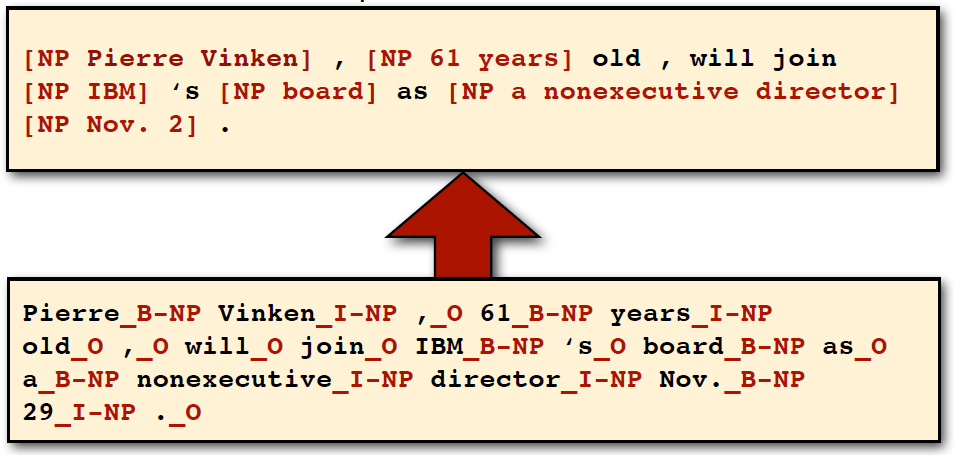 [NP Pierre Vinken] , [NP 61 years] old , will join
[NP IBM] ‘s [NP board] as [NP a nonexecutive director]
[NP Nov. 2] .
Pierre_B-NP Vinken_I-NP ,_O 61_B-NP years_I-NP
old_O ,_O will_O join_O IBM_B-NP ‘s_O board_B-NP as_O
a_B-NP nonexecutive_I-NP director_I-NP Nov._B-NP
29_I-NP ._O